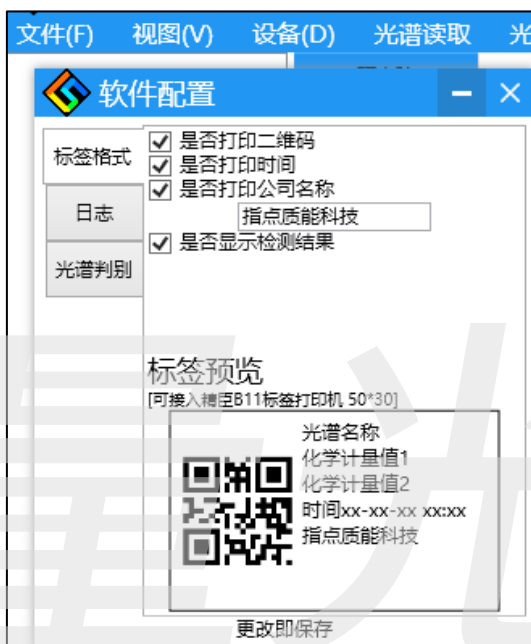 文件(F) 视图(V) 设备(D) 光谱读取 光
软件配置
标签格式
日志
光谱判别
是否打印二维码
是否打印时间
是否打印公司名称
指点质能科技
是否显示检测结果
标签预览
[可接入精臣B11标签打印机 50*30]
光谱名称
化学计量值1
化学计量值2
时间xx-xx-xx xx:xx
指点质能科技
更改即保存